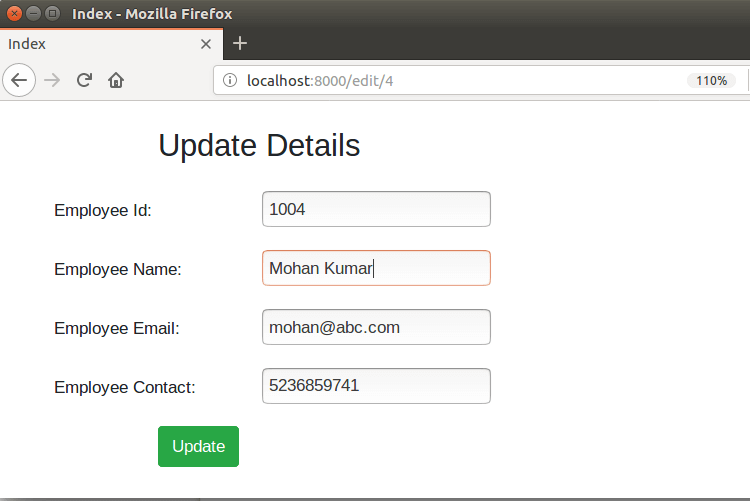 Index - Mozilla Firefox
Index
localhost:8000/edit/4 110%
Update Details
Employee Id: 1004
Employee Name: Mohan Kumar
Employee Email: mohan@abc.com
Employee Contact: 5236859741
Update